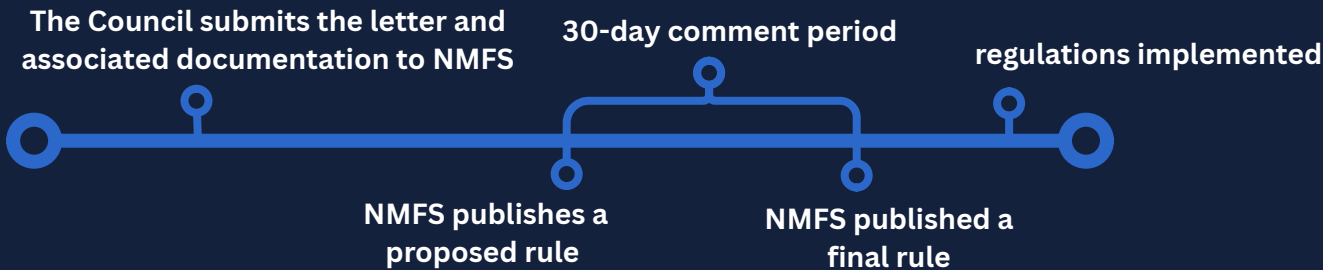 The Council submits the letter and
associated documentation to NMFS
30-day comment period
regulations implemented
NMFS publishes a
proposed rule
NMFS published a
final rule